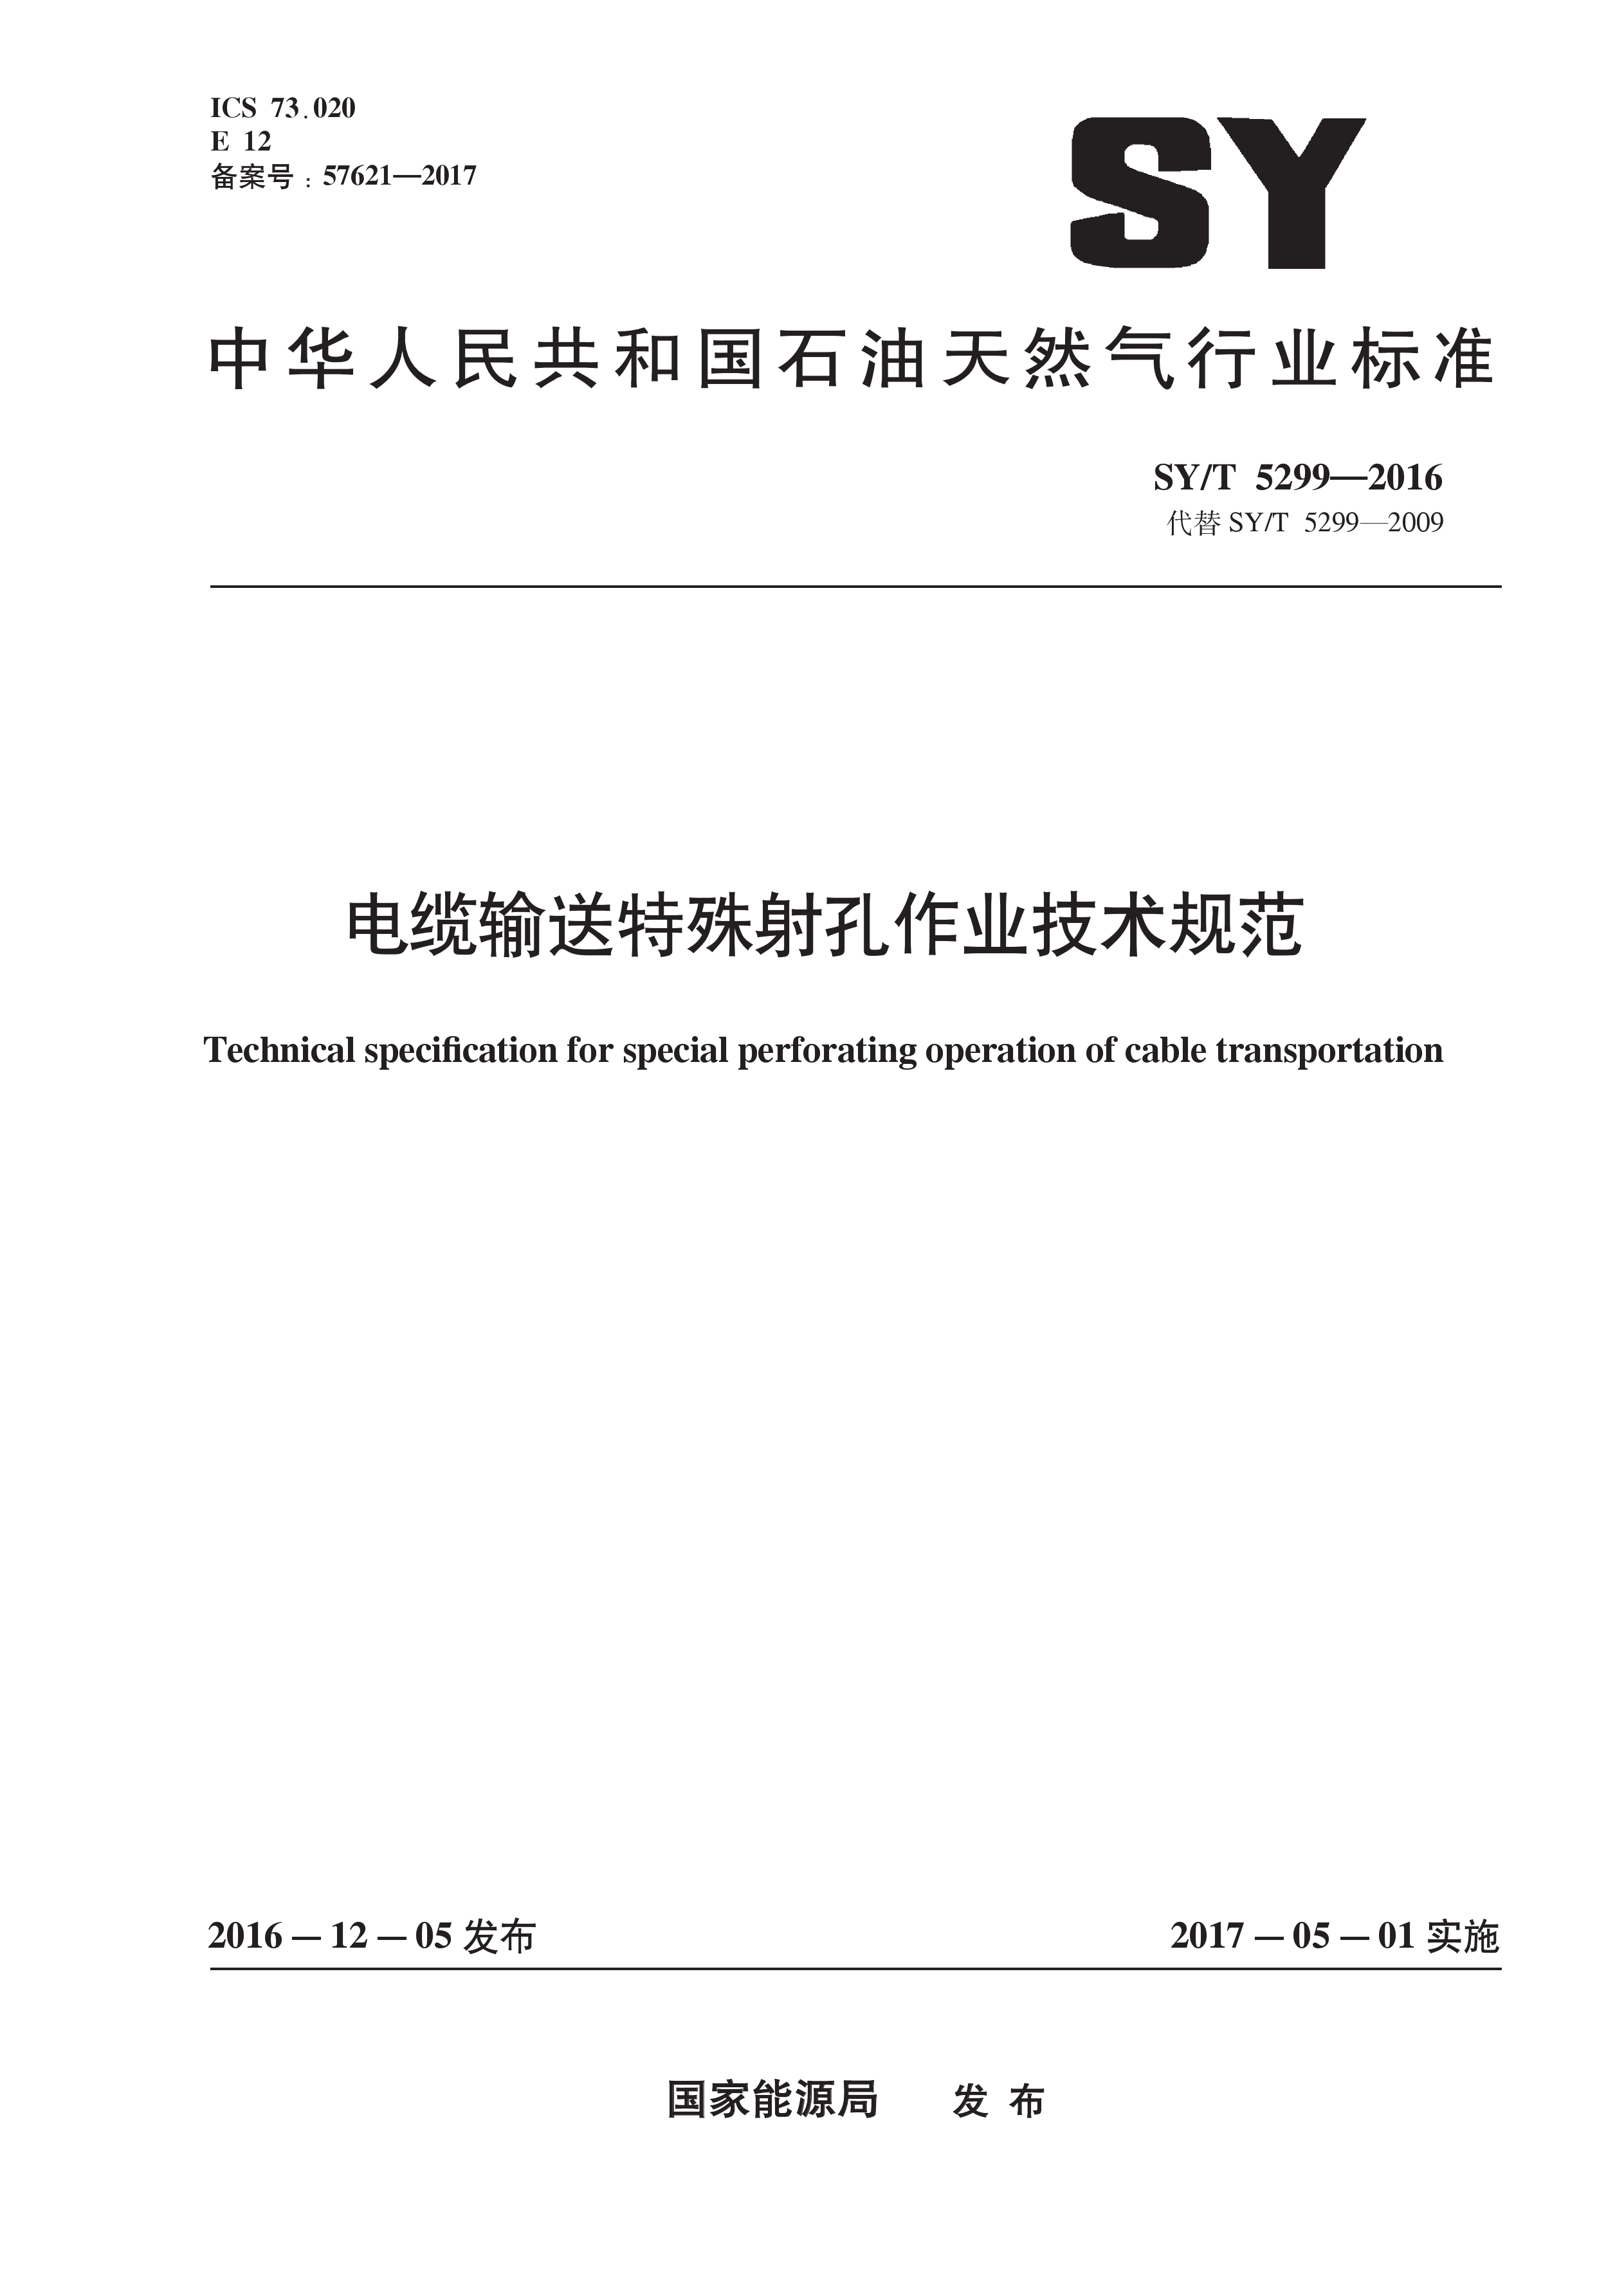 ICS 73.020
E 12
备案号:57621—2017
SY
中华人民共和国石油天然气行业标准
SY/T 5299—2016
代替 SY/T 5299—2009
电缆输送特殊射孔作业技术规范
Technical specification for special perforating operation of cable transportation
2016 — 12 — 05 发布
2017 — 05 — 01 实施
国家能源局 发 布